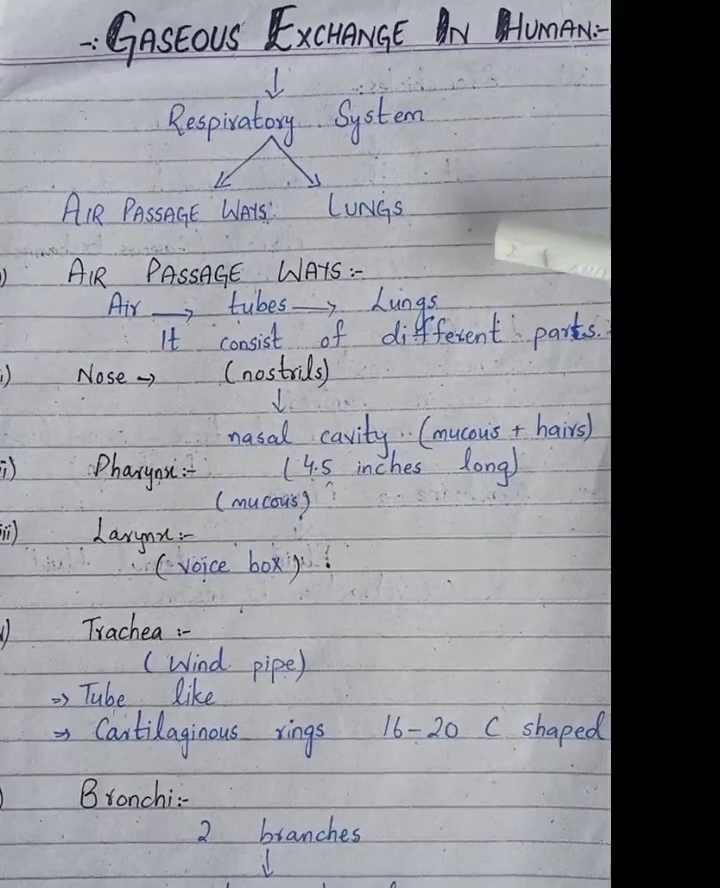 -: GASEOUS EXCHANGE IN HUMAN:-
↓
Respiratory System
AIR PASSAGE WAYS: LUNGS
) AIR PASSAGE WAYS:-
Air → tubes → Lungs
It consist of different parts.
i) Nose → (nostrils)
↓
nasal cavity (mucous + hairs)
i) Pharynx:- (4.5 inches long)
(mucous)
iii) Larynx:-
(voice box)
) Trachea :-
(Wind pipe)
⇒ Tube like
⇒ Cartilaginous rings 16-20 C shaped
) Bronchi:-
2 branches
↓